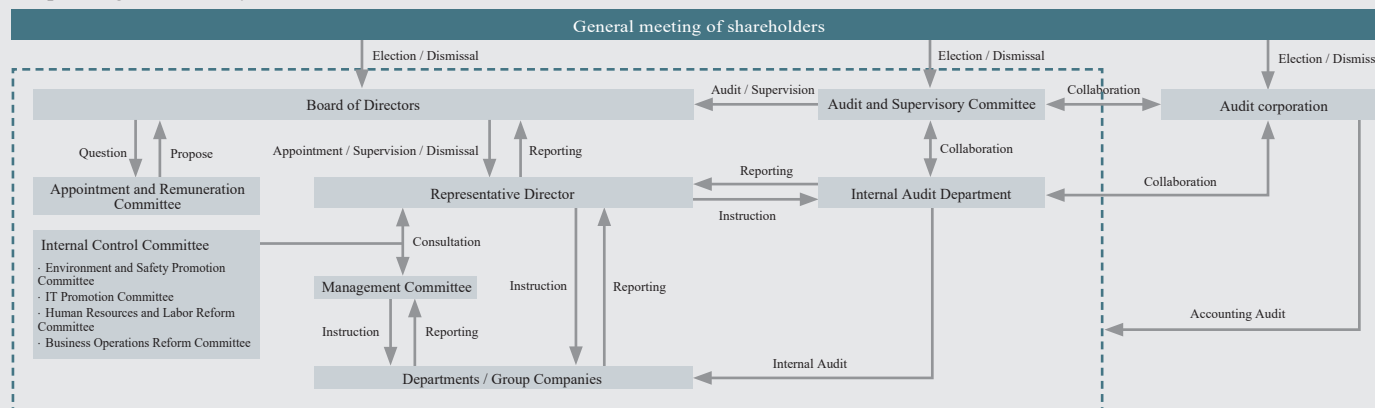 General meeting of shareholders
Election / Dismissal
Election / Dismissal
Election / Dismiss
Board of Directors
Audit / Supervision
Audit and Supervisory Committee
Collaboration
Audit corporation
Question
Propose
Appointment / Supervision / Dismissal
Reporting
Collaboration
Appointment and Remuneration
Committee
Representative Director
Reporting
Instruction
Internal Audit Department
Collaboration
Internal Control Committee
· Environment and Safety Promotion
Committee
· IT Promotion Committee
· Human Resources and Labor Reform
Committee
· Business Operations Reform Committee
Consultation
Management Committee
Instruction
Reporting
Instruction
Reporting
Accounting Audit
Internal Audit
Departments / Group Companies